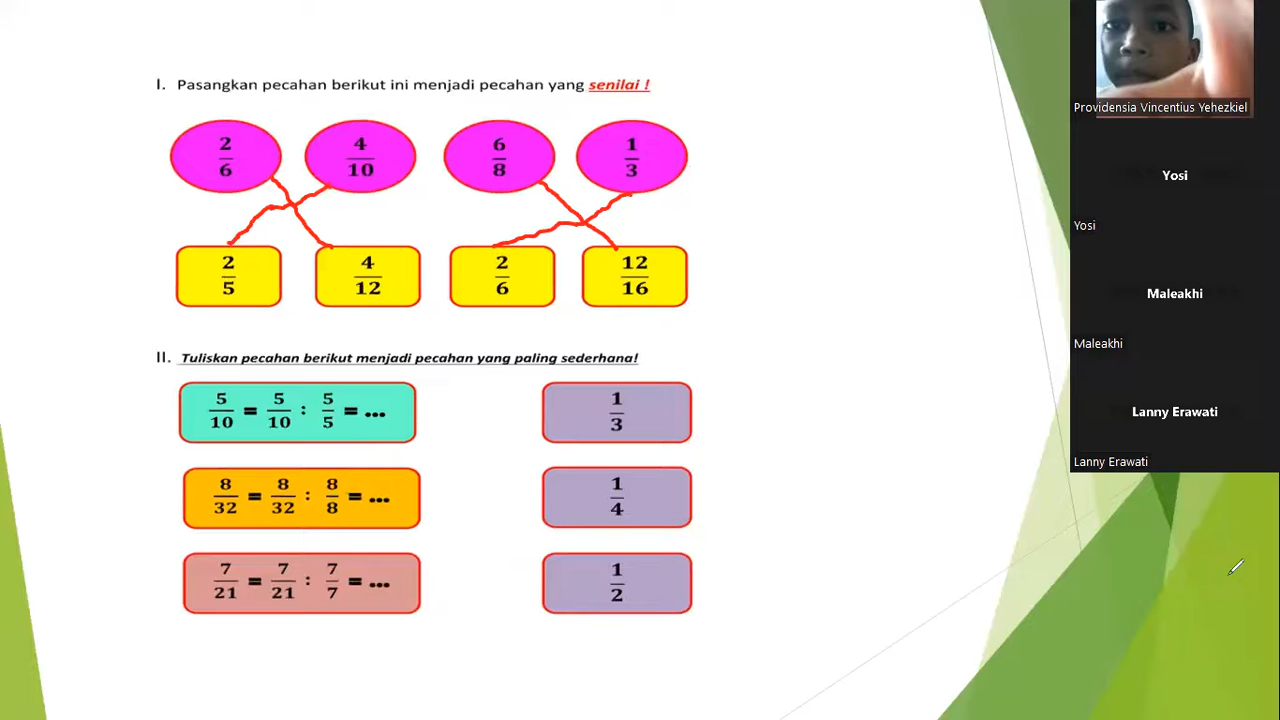 I. Pasangkan pecahan berikut ini menjadi pecahan yang senilai !
2/6 4/10 6/8 1/3
2/5 4/12 2/6 12/16
II. Tuliskan pecahan berikut menjadi pecahan yang paling sederhana!
5/10 = 5/10 : 5/5 = ... 1/3
8/32 = 8/32 : 8/8 = ... 1/4
7/21 = 7/21 : 7/7 = ... 1/2
Providensia Vincentius Yehezkiel
Yosi
Yosi
Maleakhi
Maleakhi
Lanny Erawati
Lanny Erawati